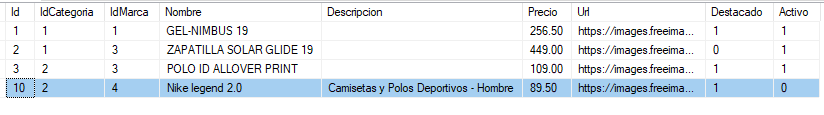 Id IdCategoria IdMarca Nombre Descripcion Precio Url Destacado Activo
1 1 1 GEL-NIMBUS 19 256.50 https://images.freeima... 1 1
2 1 3 ZAPATILLA SOLAR GLIDE 19 449.00 https://images.freeima... 0 1
3 2 3 POLO ID ALLOVER PRINT 109.00 https://images.freeima... 1 1
10 2 4 Nike legend 2.0 Camisetas y Polos Deportivos - Hombre 89.50 https://images.freeima... 1 0